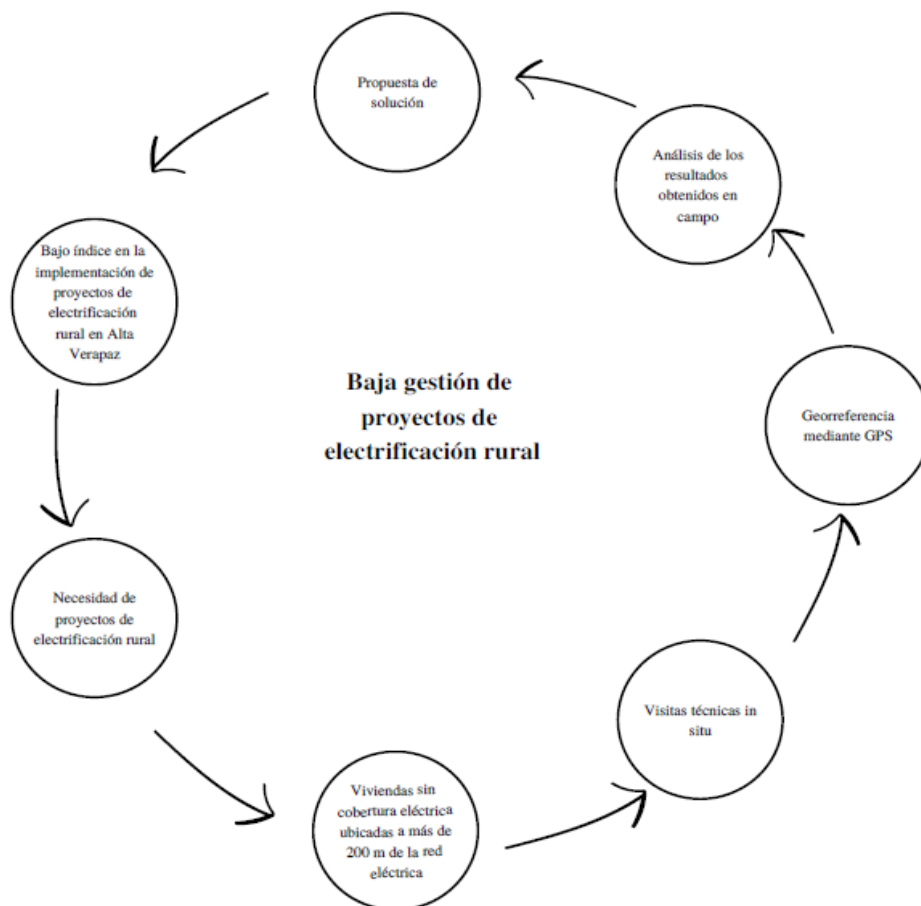 Propuesta de
solución
Análisis de los
resultados
obtenidos en
campo
Bajo índice en la
implementación de
proyectos de
electrificación
rural en Alta
Verapaz
Baja gestión de
proyectos de
electrificación rural
Georreferencia
mediante GPS
Necesidad de
proyectos de
electrificación rural
Visitas técnicas in
situ
Viviendas sin
cobertura eléctrica
ubicadas a más de
200 m de la red
eléctrica